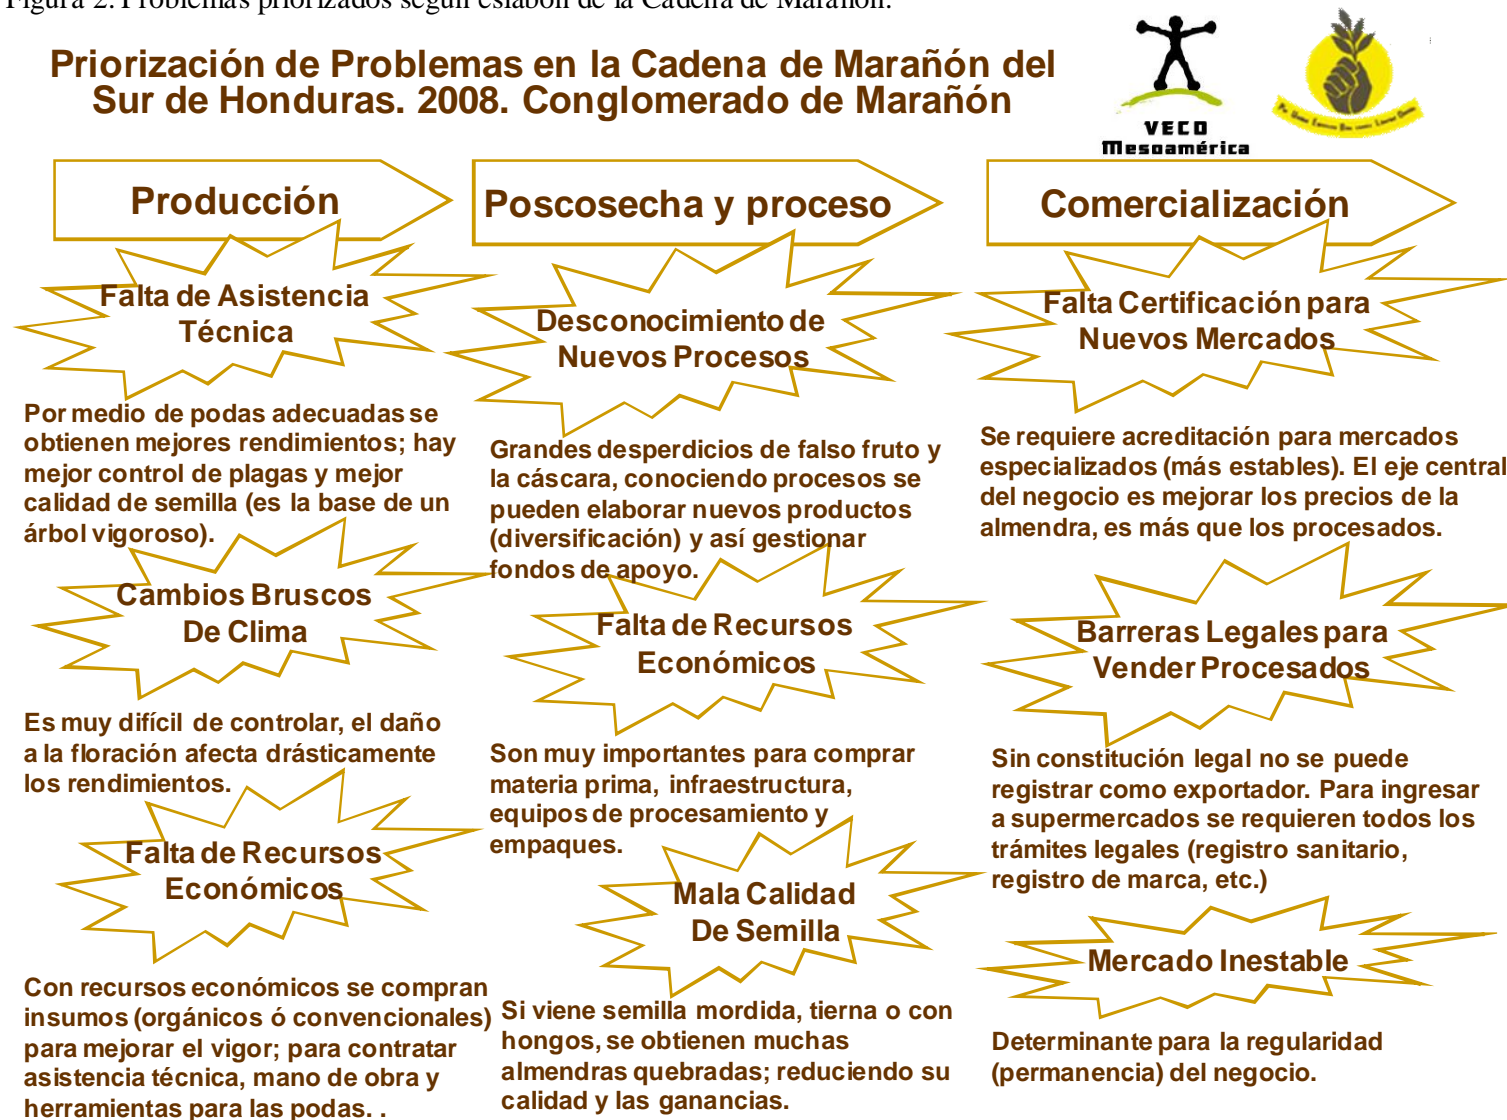 Figura 2. Problemas priorizados según eslabón de la Cadena de Marañón.
Priorización de Problemas en la Cadena de Marañón del
Sur de Honduras. 2008. Conglomerado de Marañón
VECO
Mesoamérica
Producción
Falta de Asistencia
Técnica
Por medio de podas adecuadas se
obtienen mejores rendimientos; hay
mejor control de plagas y mejor
calidad de semilla (es la base de un
árbol vigoroso).
Cambios Bruscos
De Clima
Es muy difícil de controlar, el daño
a la floración afecta drásticamente
los rendimientos.
Falta de Recursos
Económicos
Con recursos económicos se compran
insumos (orgánicos ó convencionales)
para mejorar el vigor; para contratar
asistencia técnica, mano de obra y
herramientas para las podas. .
Poscosecha y proceso
Desconocimiento de
Nuevos Procesos
Grandes desperdicios de falso fruto y
la cáscara, conociendo procesos se
pueden elaborar nuevos productos
(diversificación) y así gestionar
fondos de apoyo.
Falta de Recursos
Económicos
Son muy importantes para comprar
materia prima, infraestructura,
equipos de procesamiento y
empaques.
Mala Calidad
De Semilla
Si viene semilla mordida, tierna o con
hongos, se obtienen muchas
almendras quebradas; reduciendo su
calidad y las ganancias.
Comercialización
Falta Certificación para
Nuevos Mercados
Se requiere acreditación para mercados
especializados (más estables). El eje central
del negocio es mejorar los precios de la
almendra, es más que los procesados.
Barreras Legales para
Vender Procesados
Sin constitución legal no se puede
registrar como exportador. Para ingresar
a supermercados se requieren todos los
trámites legales (registro sanitario,
registro de marca, etc.)
Mercado Inestable
Determinante para la regularidad
(permanencia) del negocio.